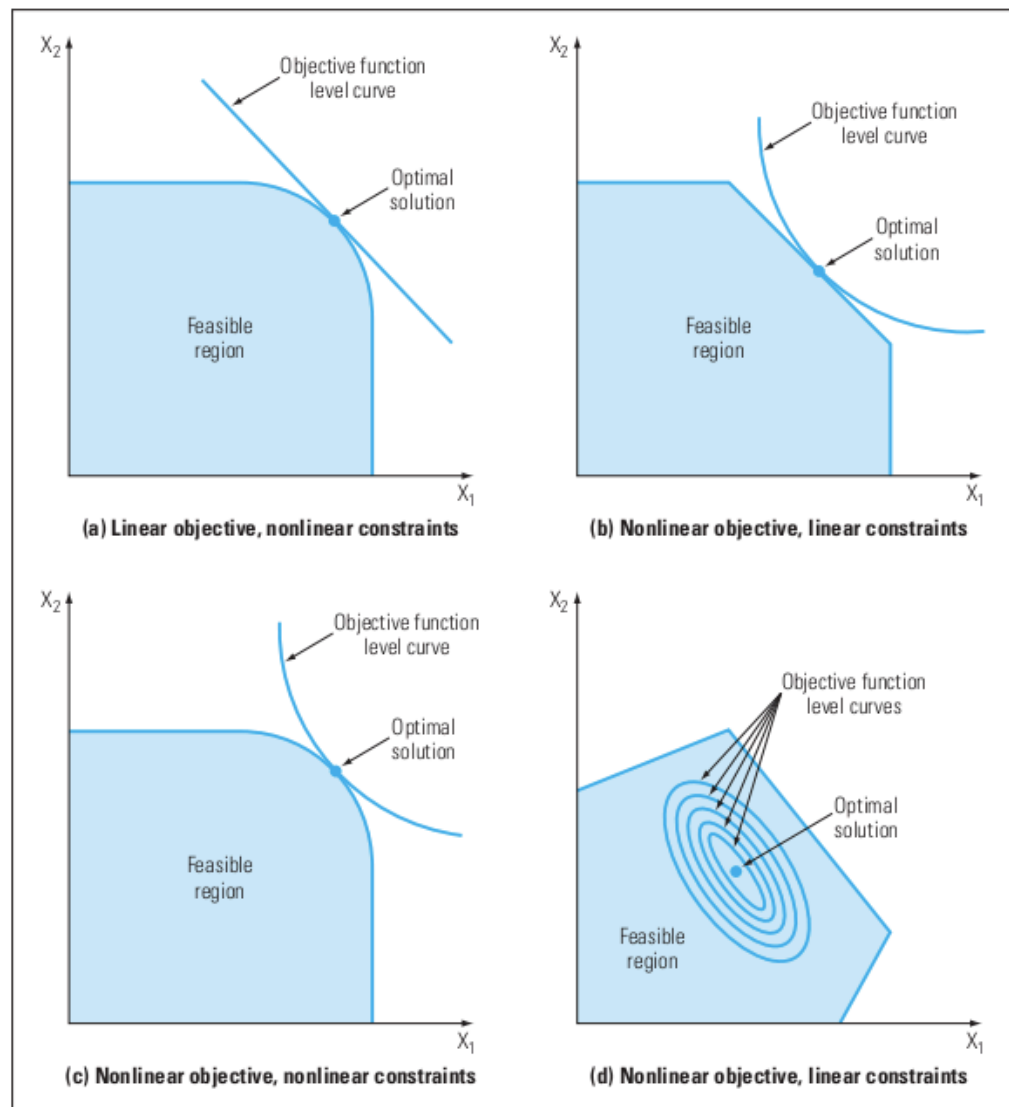 X₂
Objective function
level curve
Optimal
solution
Feasible
region
X₁
(a) Linear objective, nonlinear constraints
X₂
Objective function
level curve
Optimal
solution
Feasible
region
X₁
(b) Nonlinear objective, linear constraints
X₂
Objective function
level curve
Optimal
solution
Feasible
region
X₁
(c) Nonlinear objective, nonlinear constraints
X₂
Objective function
level curves
Optimal
solution
Feasible
region
X₁
(d) Nonlinear objective, linear constraints